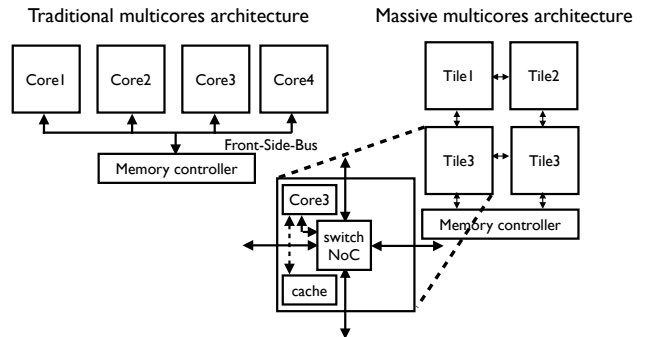 Traditional multicores architecture
Massive multicores architecture
Core1
Core2
Core3
Core4
Front-Side-Bus
Memory controller
Tile1
Tile2
Tile3
Tile3
Memory controller
Core3
switch
NoC
cache